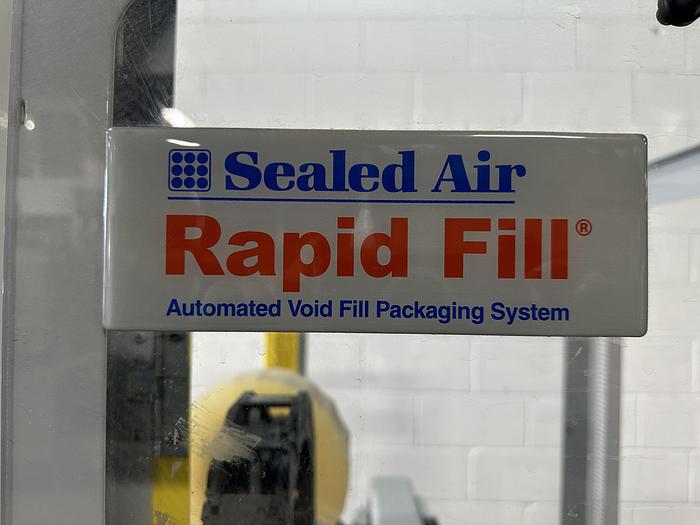 Sealed Air
Rapid Fill®
Automated Void Fill Packaging System